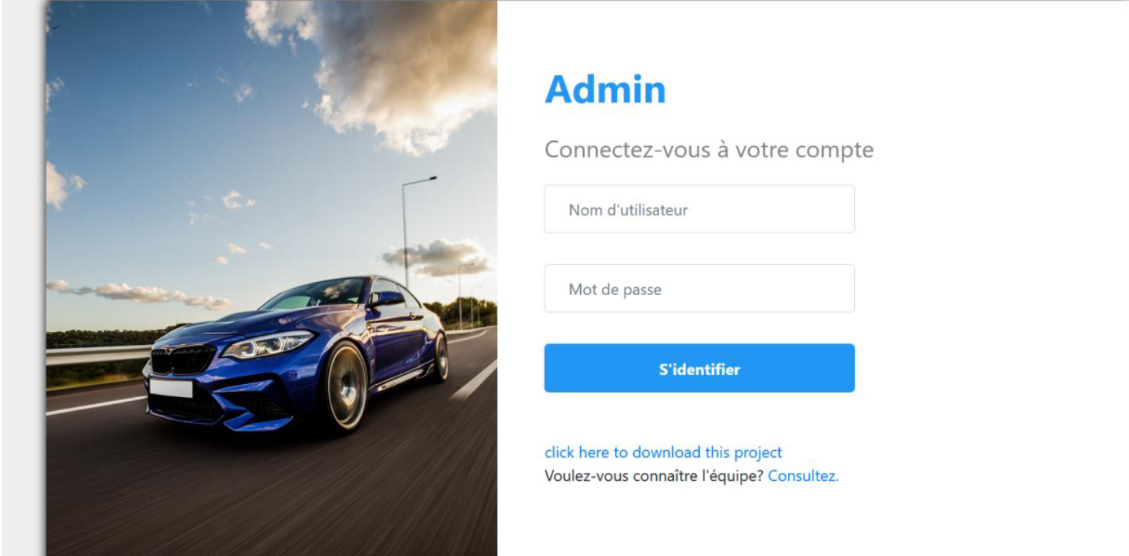 Admin
Connectez-vous à votre compte
Nom d'utilisateur
Mot de passe
S'identifier
click here to download this project
Voulez-vous connaître l'équipe? Consultez.